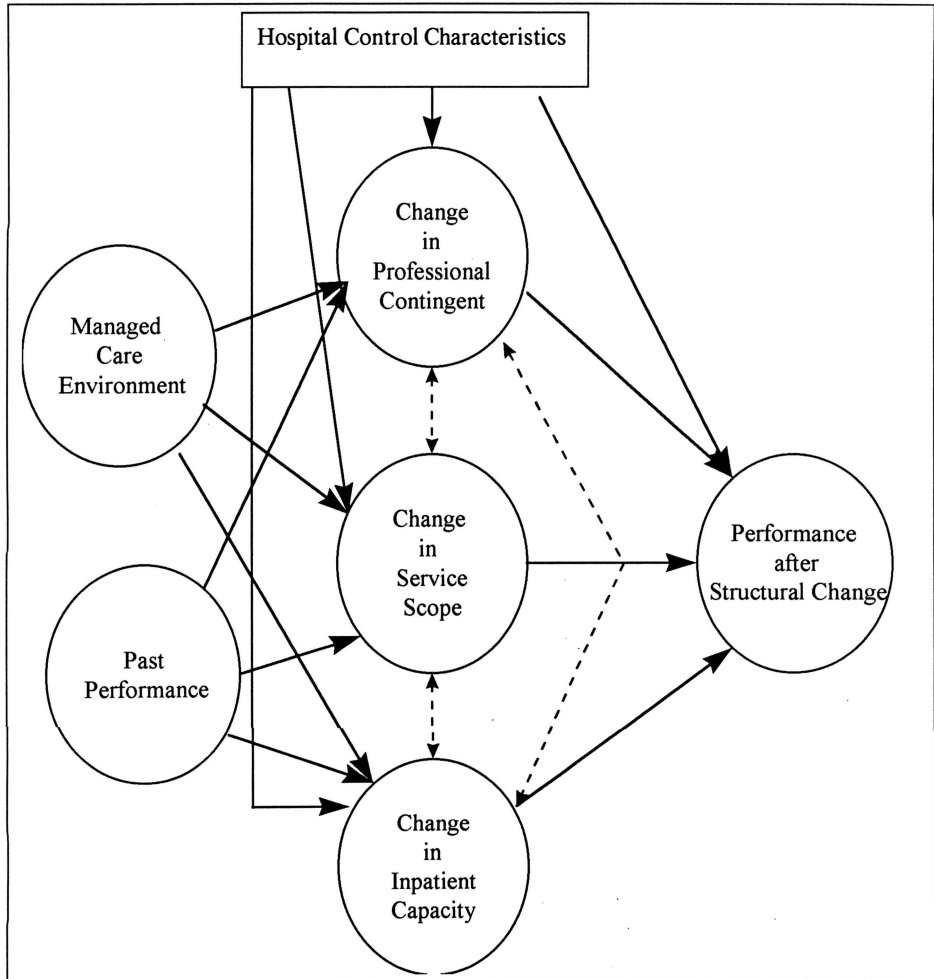 Hospital Control Characteristics
Change
in
Professional
Contingent
Managed
Care
Environment
Change
in
Service
Scope
Performance
after
Structural Change
Past
Performance
Change
in
Inpatient
Capacity